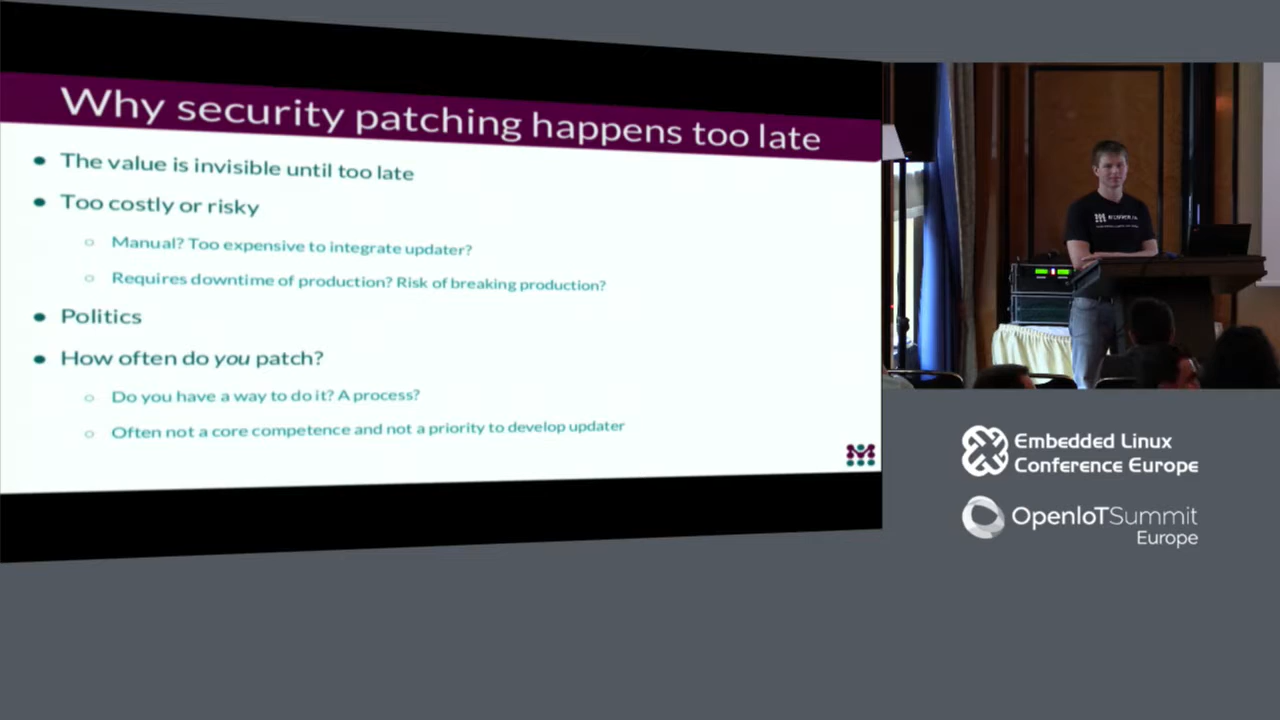 Why security patching happens too late
• The value is invisible until too late
• Too costly or risky
○ Manual? Too expensive to integrate updater?
○ Requires downtime of production? Risk of breaking production?
• Politics
• How often do you patch?
○ Do you have a way to do it? A process?
○ Often not a core competence and not a priority to develop updater
Embedded Linux
Conference Europe
OpenIoTSummit
Europe